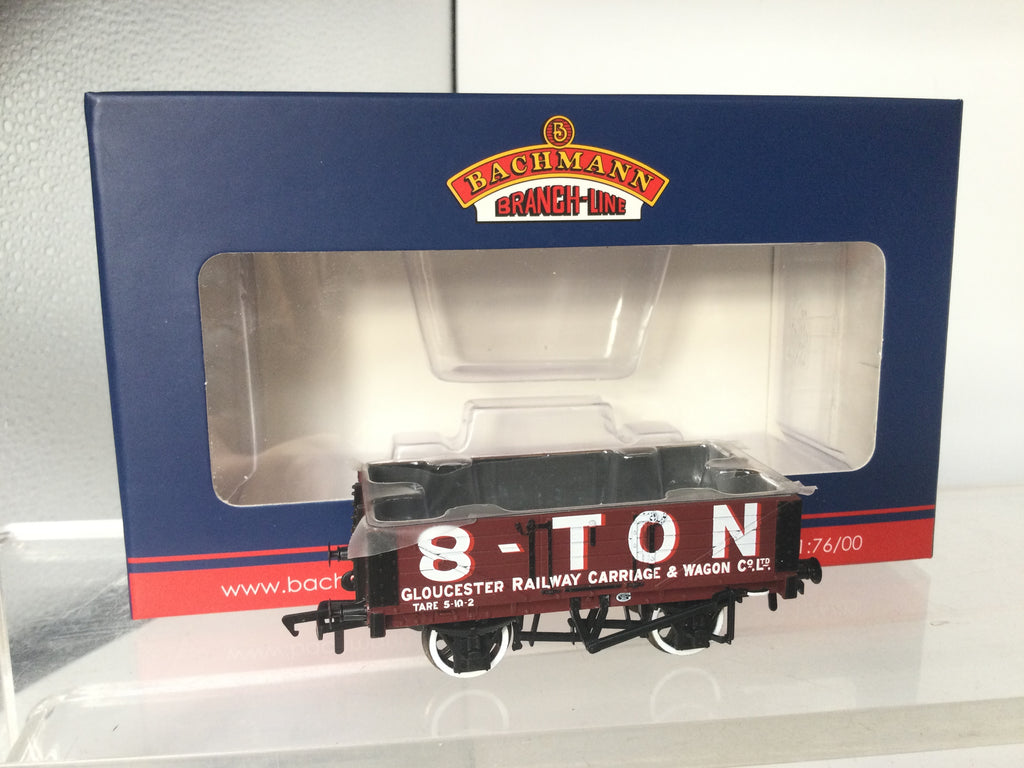 B
BACHMANN
BRANCH-LINE
www.bach
1:76/00
8-TON
GLOUCESTER RAILWAY CARRIAGE & WAGON CO. LTD
TARE 5-10-2